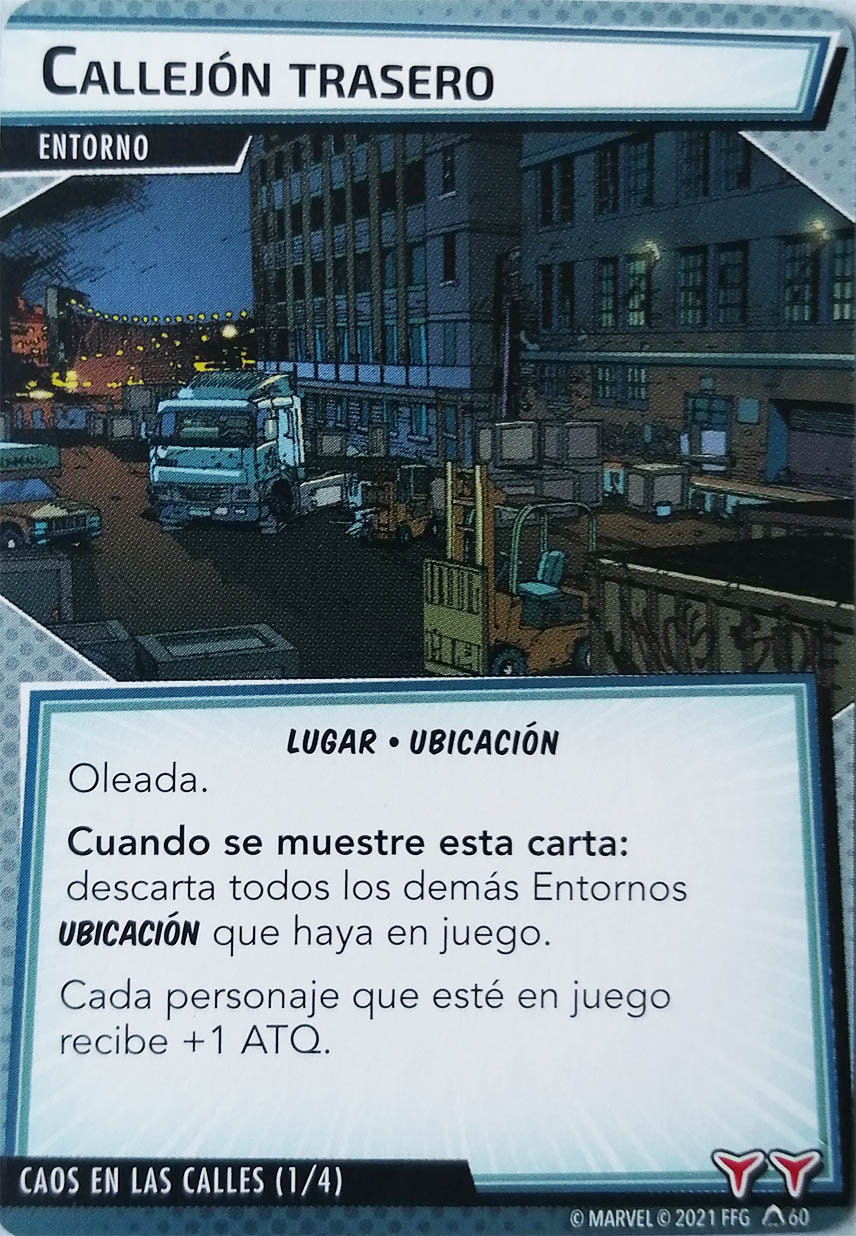 Callejón trasero
ENTORNO
LUGAR • UBICACIÓN
Oleada.
Cuando se muestre esta carta:
descarta todos los demás Entornos
UBICACIÓN que haya en juego.
Cada personaje que esté en juego
recibe +1 ATQ.
CAOS EN LAS CALLES (1/4)
© MARVEL © 2021 FFG 60